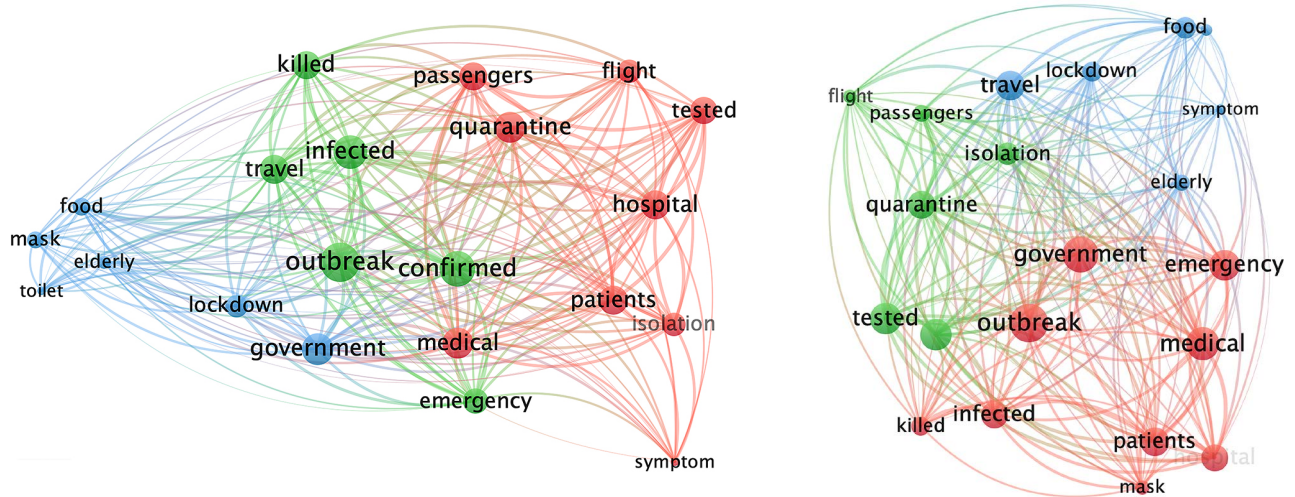 killed
passengers
flight
tested
quarantine
infected
travel
hospital
food
mask
elderly
toilet
outbreak
confirmed
lockdown
patients
isolation
government
medical
emergency
symptom
food
lockdown
travel
flight
passengers
symptom
isolation
elderly
quarantine
government
emergency
tested
outbreak
medical
infected
killed
patients
hospital
mask